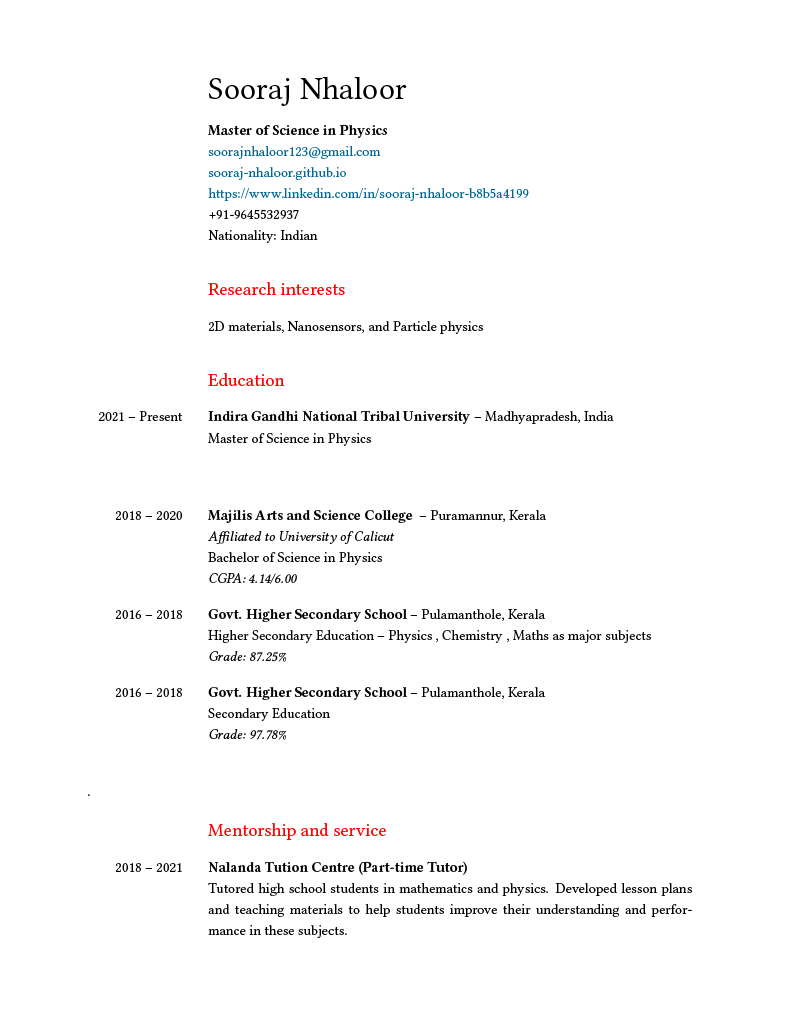 Sooraj Nhaloor
Master of Science in Physics
soorajnhaloor123@gmail.com
sooraj-nhaloor.github.io
https://www.linkedin.com/in/sooraj-nhaloor-b8b5a4199
+91-9645532937
Nationality: Indian
Research interests
2D materials, Nanosensors, and Particle physics
Education
2021 – Present Indira Gandhi National Tribal University – Madhyapradesh, India
Master of Science in Physics
2018 – 2020 Majilis Arts and Science College – Puramannur, Kerala
Affiliated to University of Calicut
Bachelor of Science in Physics
CGPA: 4.14/6.00
2016 – 2018 Govt. Higher Secondary School – Pulamanthole, Kerala
Higher Secondary Education – Physics , Chemistry , Maths as major subjects
Grade: 87.25%
2016 – 2018 Govt. Higher Secondary School – Pulamanthole, Kerala
Secondary Education
Grade: 97.78%
.
Mentorship and service
2018 – 2021 Nalanda Tution Centre (Part-time Tutor)
Tutored high school students in mathematics and physics. Developed lesson plans
and teaching materials to help students improve their understanding and perfor-
mance in these subjects.